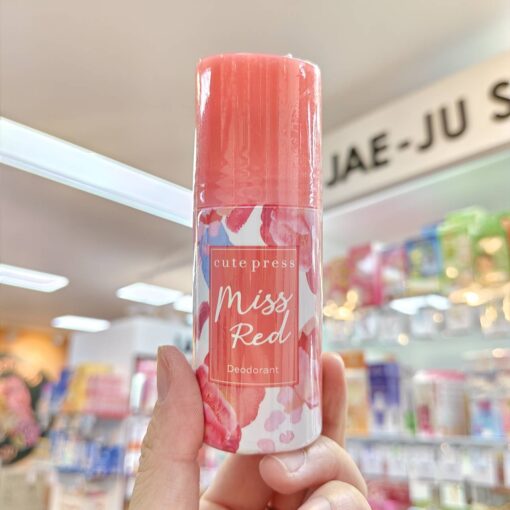 JAE-JU S
cute press
Miss
Red
Deodorant